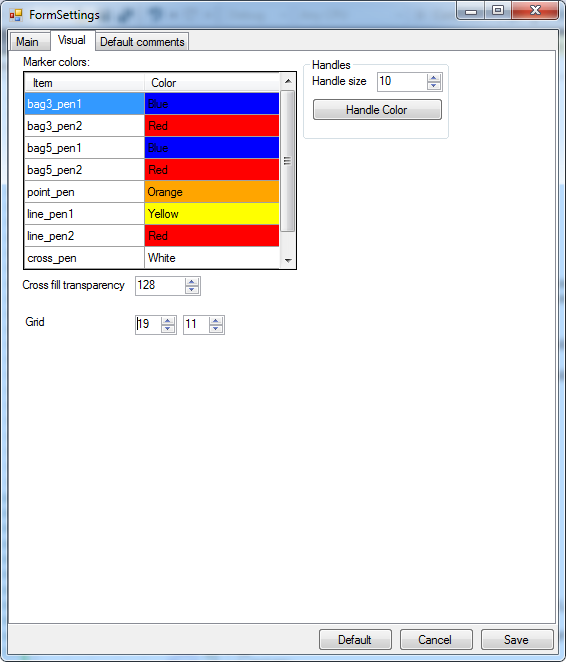 FormSettings
Main Visual Default comments
Marker colors:
Item Color
bag3_pen1 Blue
bag3_pen2 Red
bag5_pen1 Blue
bag5_pen2 Red
point_pen Orange
line_pen1 Yellow
line_pen2 Red
cross_pen White
Handles
Handle size 10
Handle Color
Cross fill transparency 128
Grid 19 11
Default Cancel Save